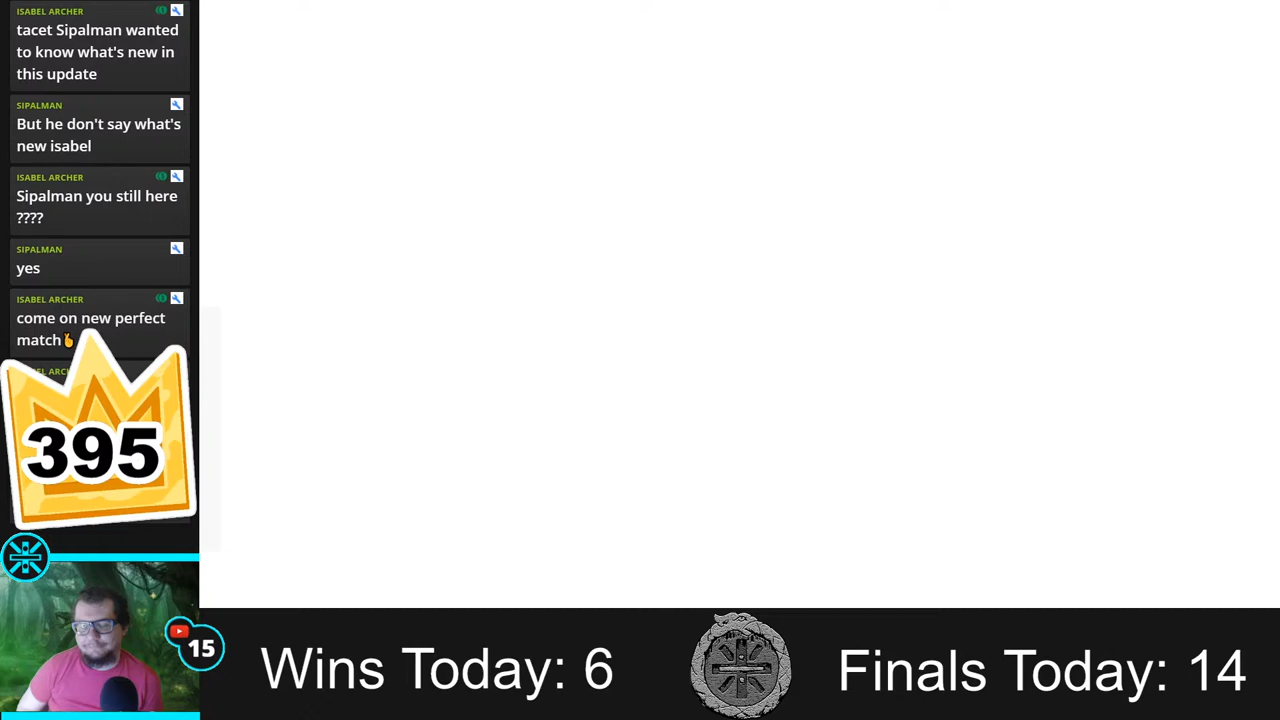 ISABEL ARCHER
tacet Sipalman wanted
to know what's new in
this update
SIPALMAN
But he don't say what's
new isabel
ISABEL ARCHER
Sipalman you still here
????
SIPALMAN
yes
ISABEL ARCHER
come on new perfect
match🫰
395
15
Wins Today: 6
Finals Today: 14